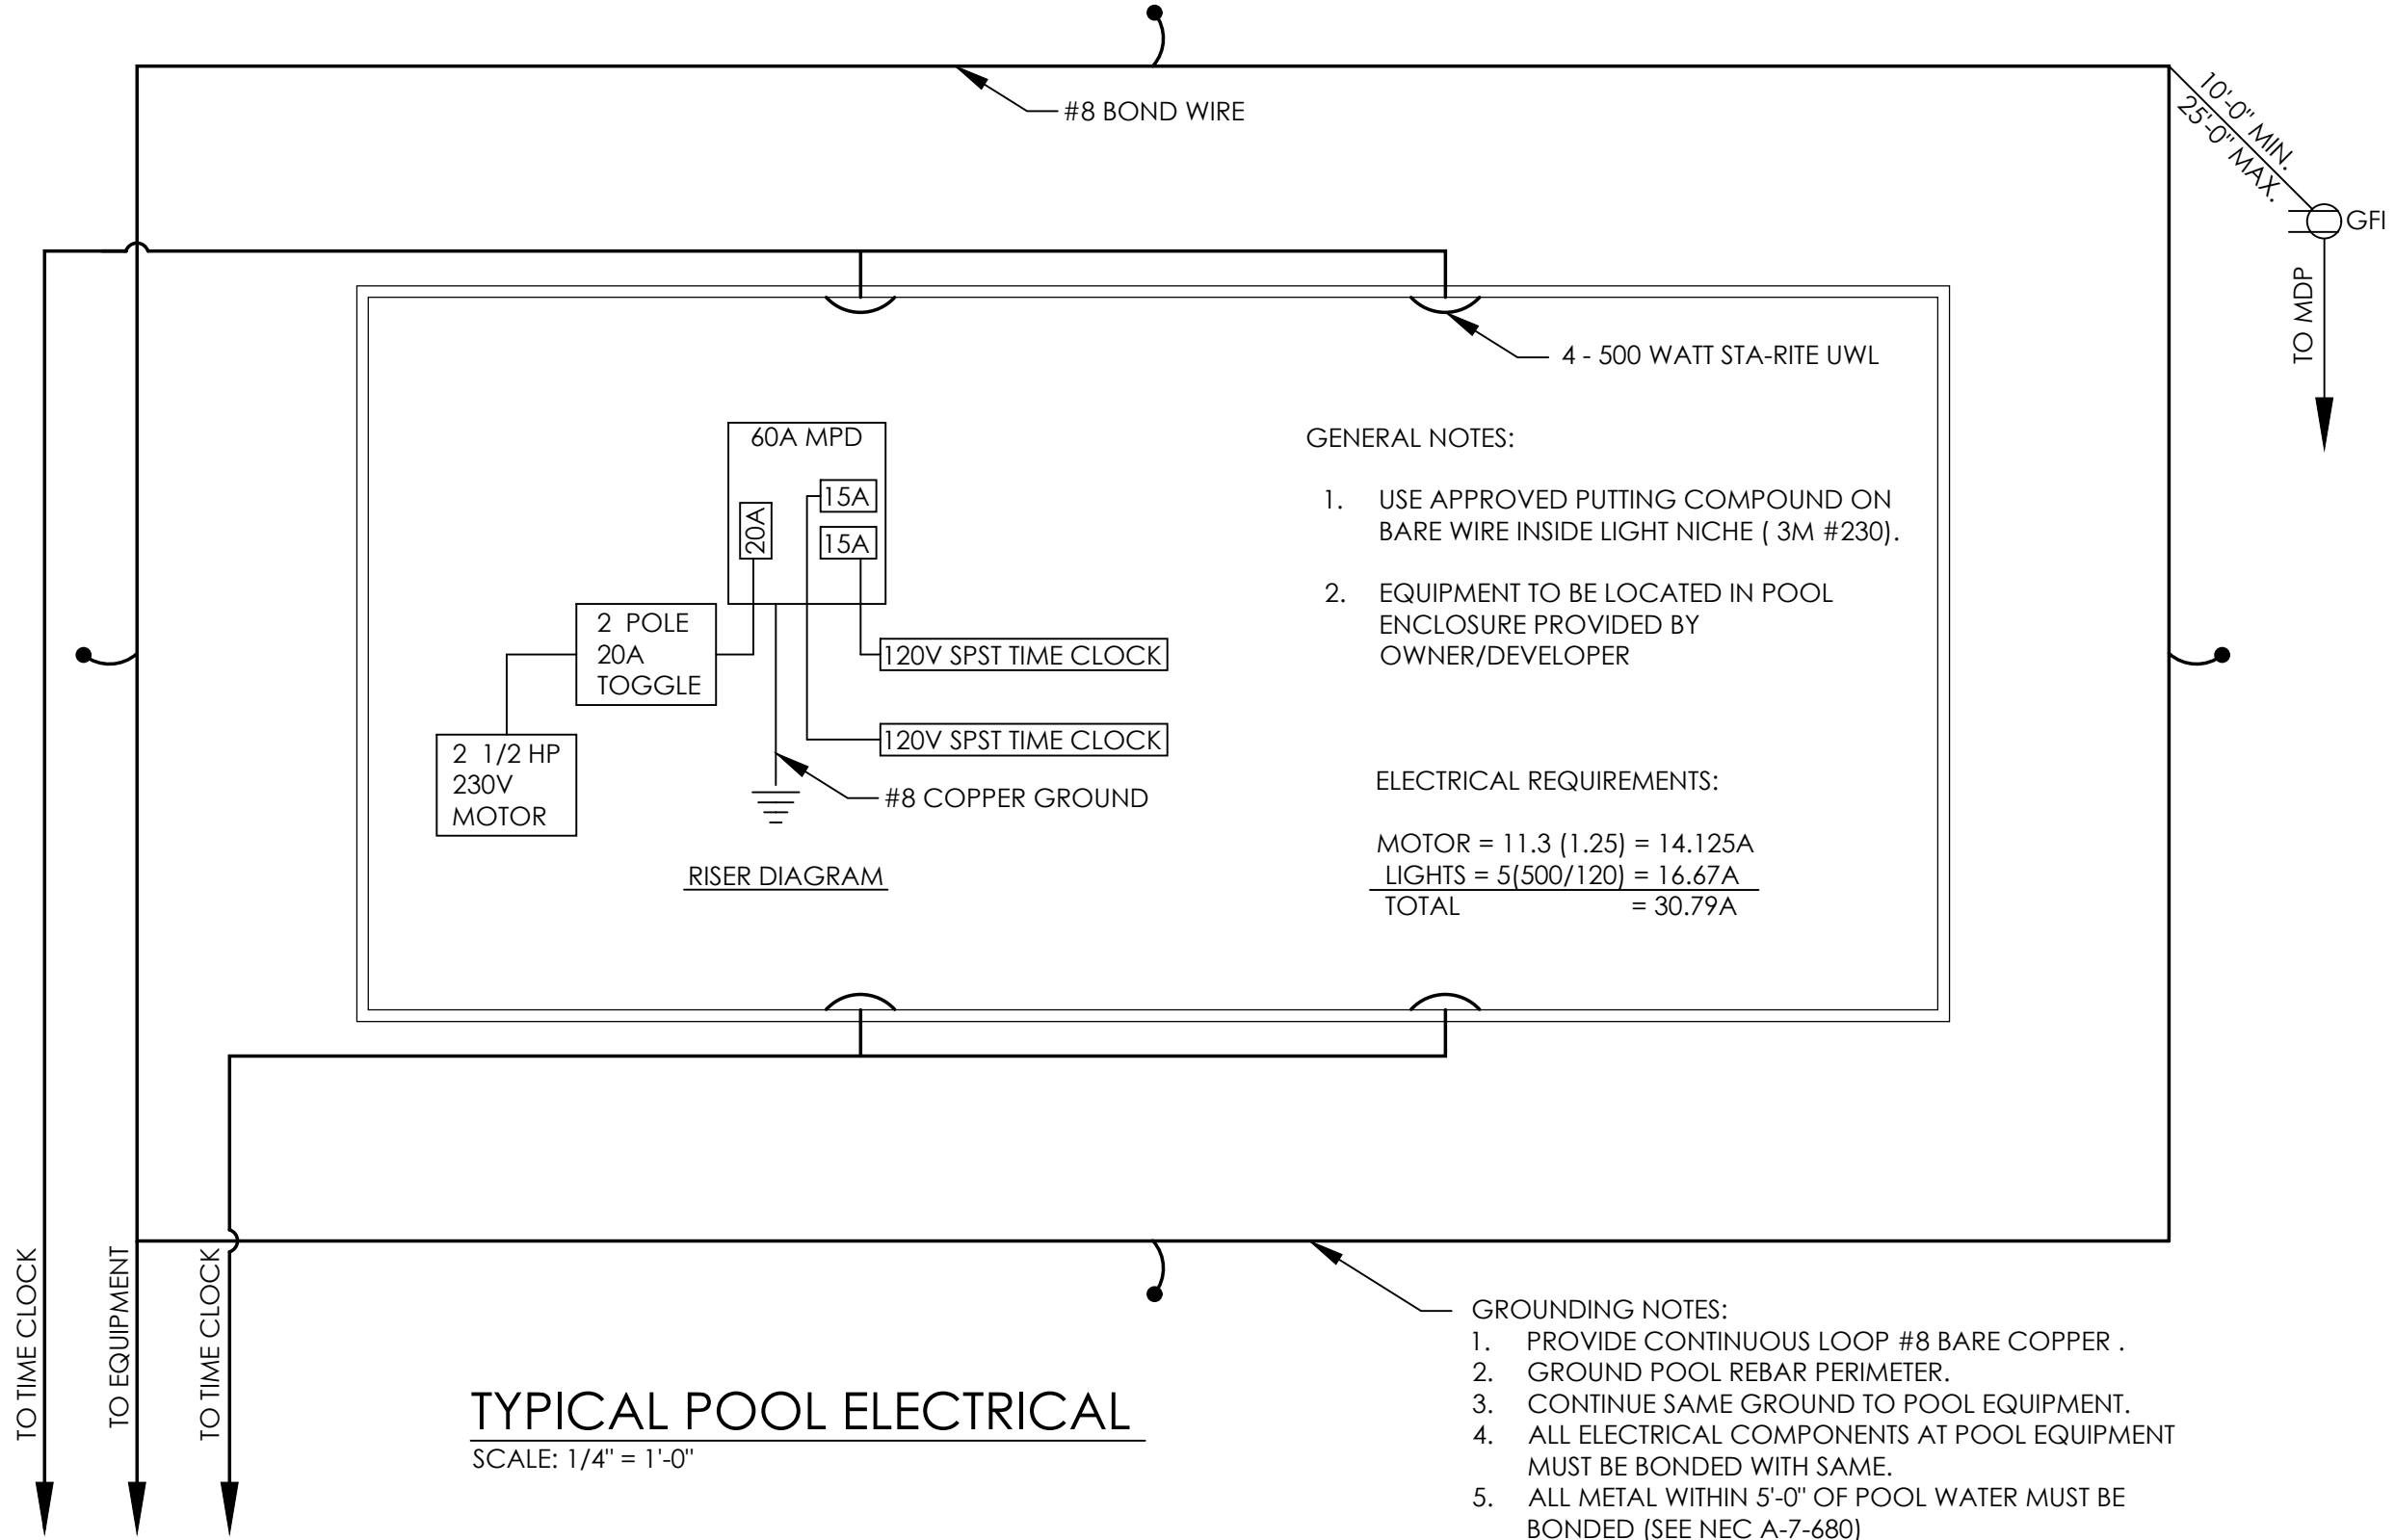 #8 BOND WIRE
10'-0" MIN.
25'-0" MAX.
GFI
TO MDP
4 - 500 WATT STA-RITE UWL
60A MPD
15A
20A
15A
2 POLE
20A
TOGGLE
120V SPST TIME CLOCK
120V SPST TIME CLOCK
2 1/2 HP
230V
MOTOR
#8 COPPER GROUND
RISER DIAGRAM
GENERAL NOTES:
1. USE APPROVED PUTTING COMPOUND ON
BARE WIRE INSIDE LIGHT NICHE ( 3M #230).
2. EQUIPMENT TO BE LOCATED IN POOL
ENCLOSURE PROVIDED BY
OWNER/DEVELOPER
ELECTRICAL REQUIREMENTS:
MOTOR = 11.3 (1.25) = 14.125A
LIGHTS = 5(500/120) = 16.67A
TOTAL = 30.79A
TO TIME CLOCK
TO EQUIPMENT
TO TIME CLOCK
TYPICAL POOL ELECTRICAL
SCALE: 1/4" = 1'-0"
GROUNDING NOTES:
1. PROVIDE CONTINUOUS LOOP #8 BARE COPPER .
2. GROUND POOL REBAR PERIMETER.
3. CONTINUE SAME GROUND TO POOL EQUIPMENT.
4. ALL ELECTRICAL COMPONENTS AT POOL EQUIPMENT
MUST BE BONDED WITH SAME.
5. ALL METAL WITHIN 5'-0" OF POOL WATER MUST BE
BONDED (SEE NEC A-7-680)